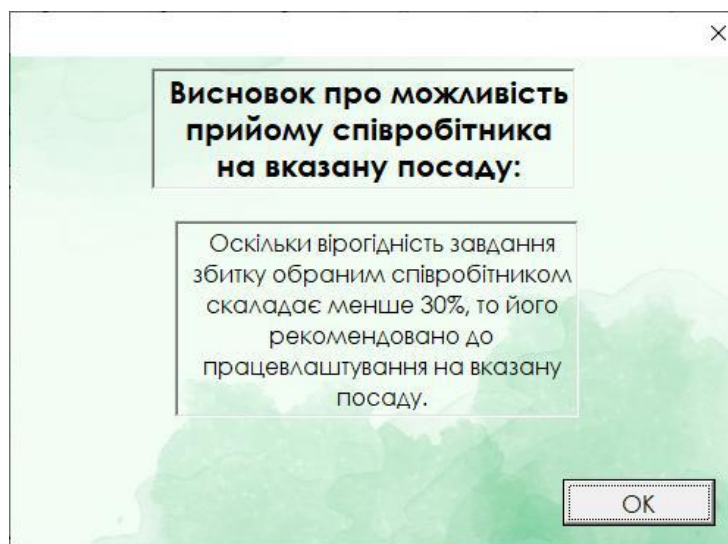 Висновок про можливість
прийому співробітника
на вказану посаду:
Оскільки вірогідність завдання
збитку обраним співробітником
скаладає менше 30%, то його
рекомендовано до
працевлаштування на вказану
посаду.
OK